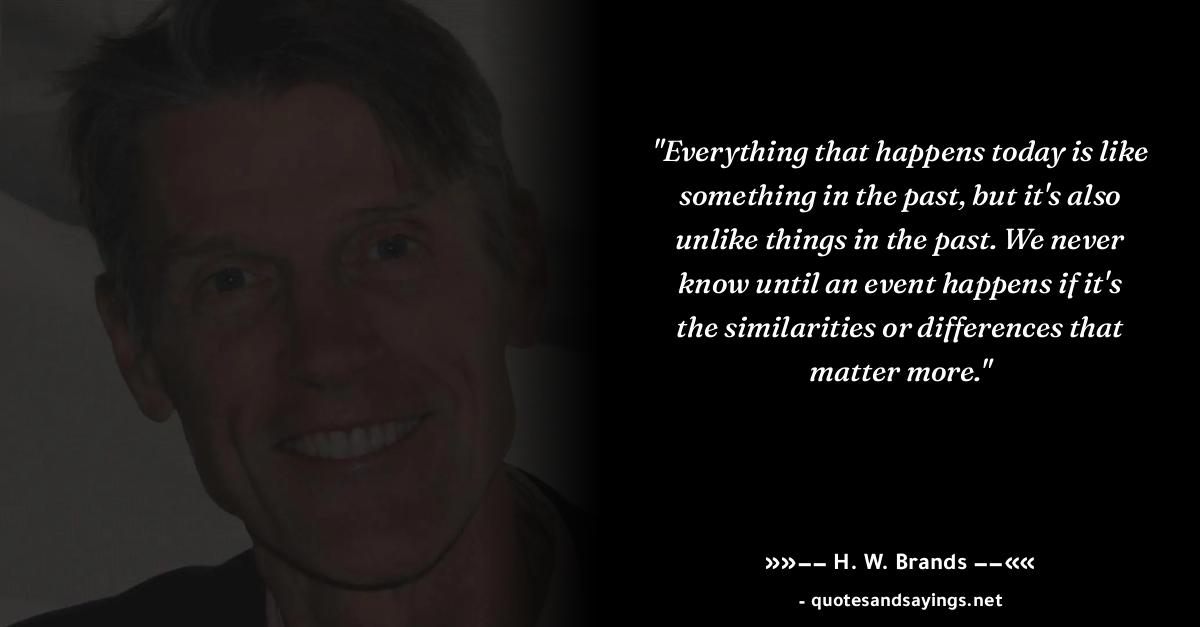 "Everything that happens today is like
something in the past, but it's also
unlike things in the past. We never
know until an event happens if it's
the similarities or differences that
matter more."
»»−− H. W. Brands −−««
- quotesandsayings.net